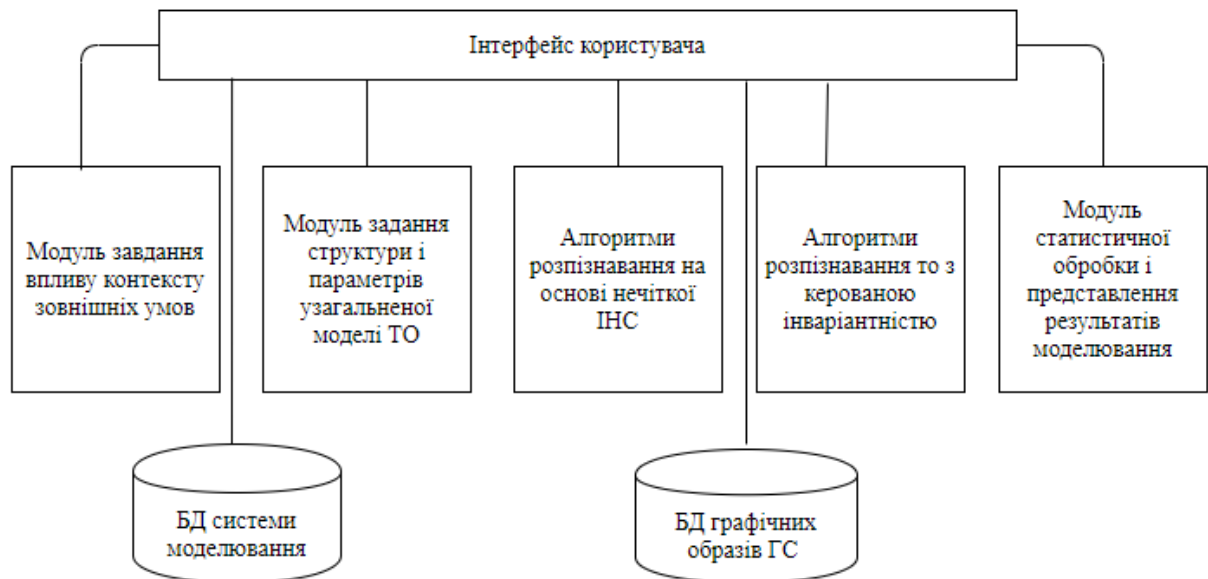 Інтерфейс користувача
Модуль завдання
впливу контексту
зовнішніх умов
Модуль задання
структури і
параметрів
узагальненої
моделі ТО
Алгоритми
розпізнавання на
основі нечіткої
ІНС
Алгоритми
розпізнавання то з
керованою
інваріантністю
Модуль
статистичної
обробки і
представлення
результатів
моделювання
БД системи
моделювання
БД графічних
образів ГС